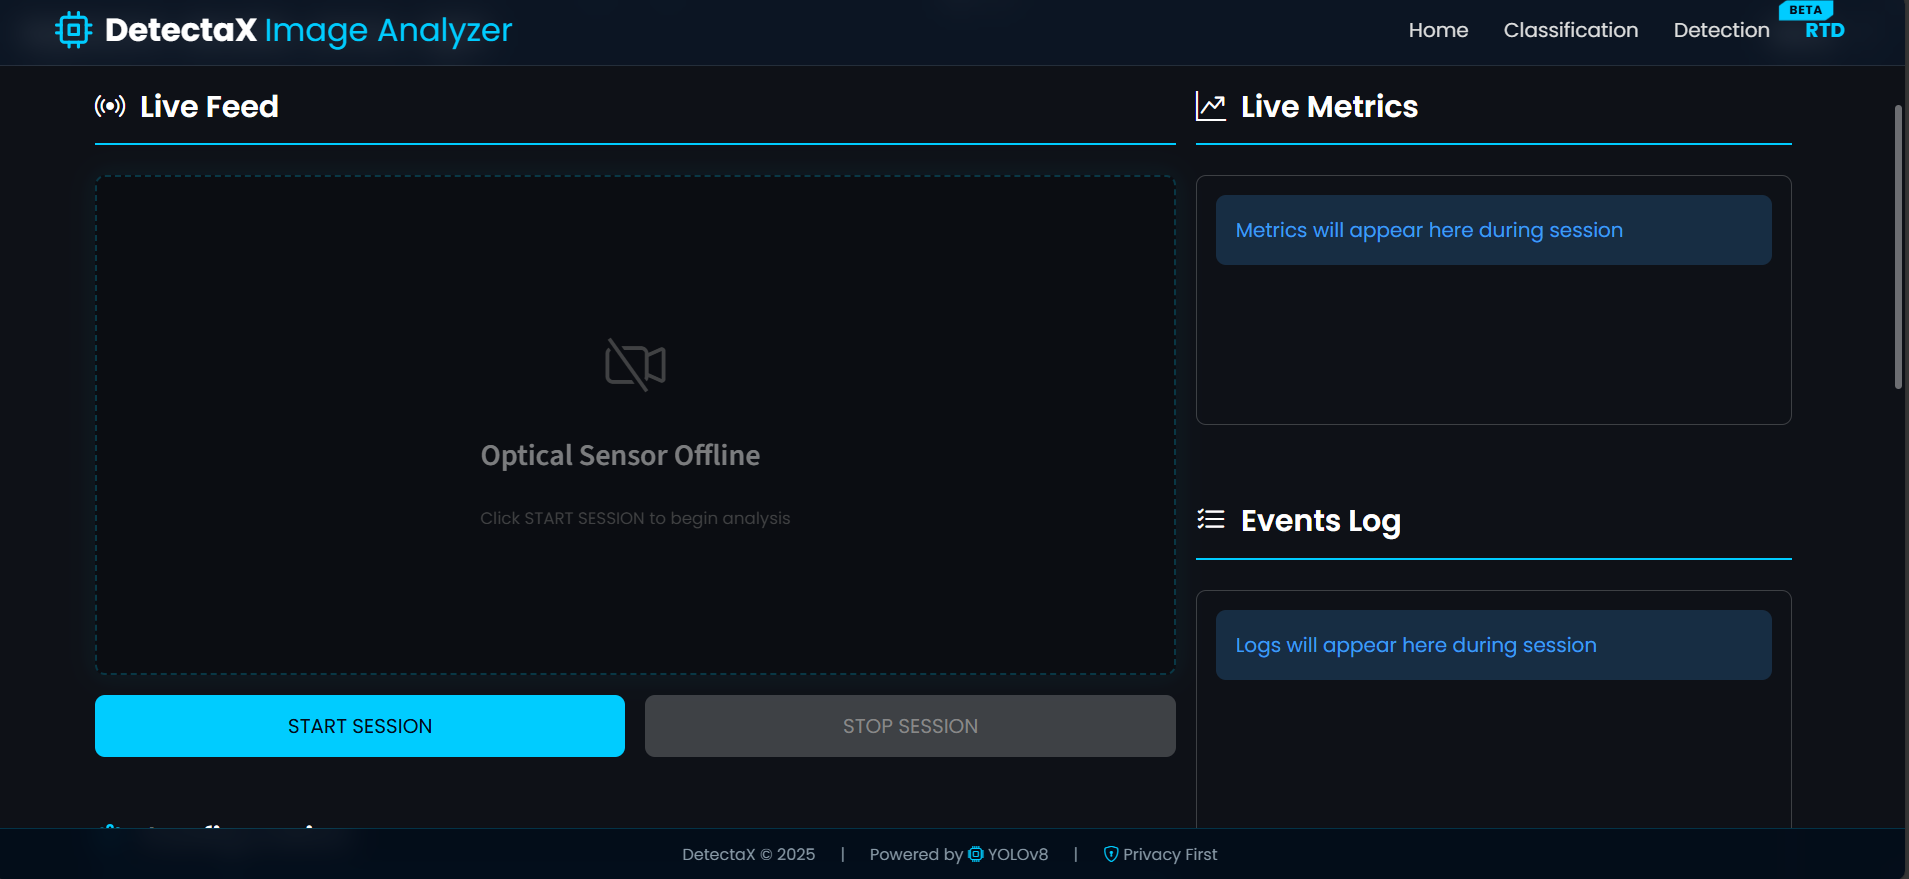 DetectaX Image Analyzer
Home
Classification
Detection
BETA
RTD
Live Feed
Optical Sensor Offline
Click START SESSION to begin analysis
START SESSION
STOP SESSION
Live Metrics
Metrics will appear here during session
Events Log
Logs will appear here during session
DetectaX © 2025 | Powered by YOLOv8 | Privacy First